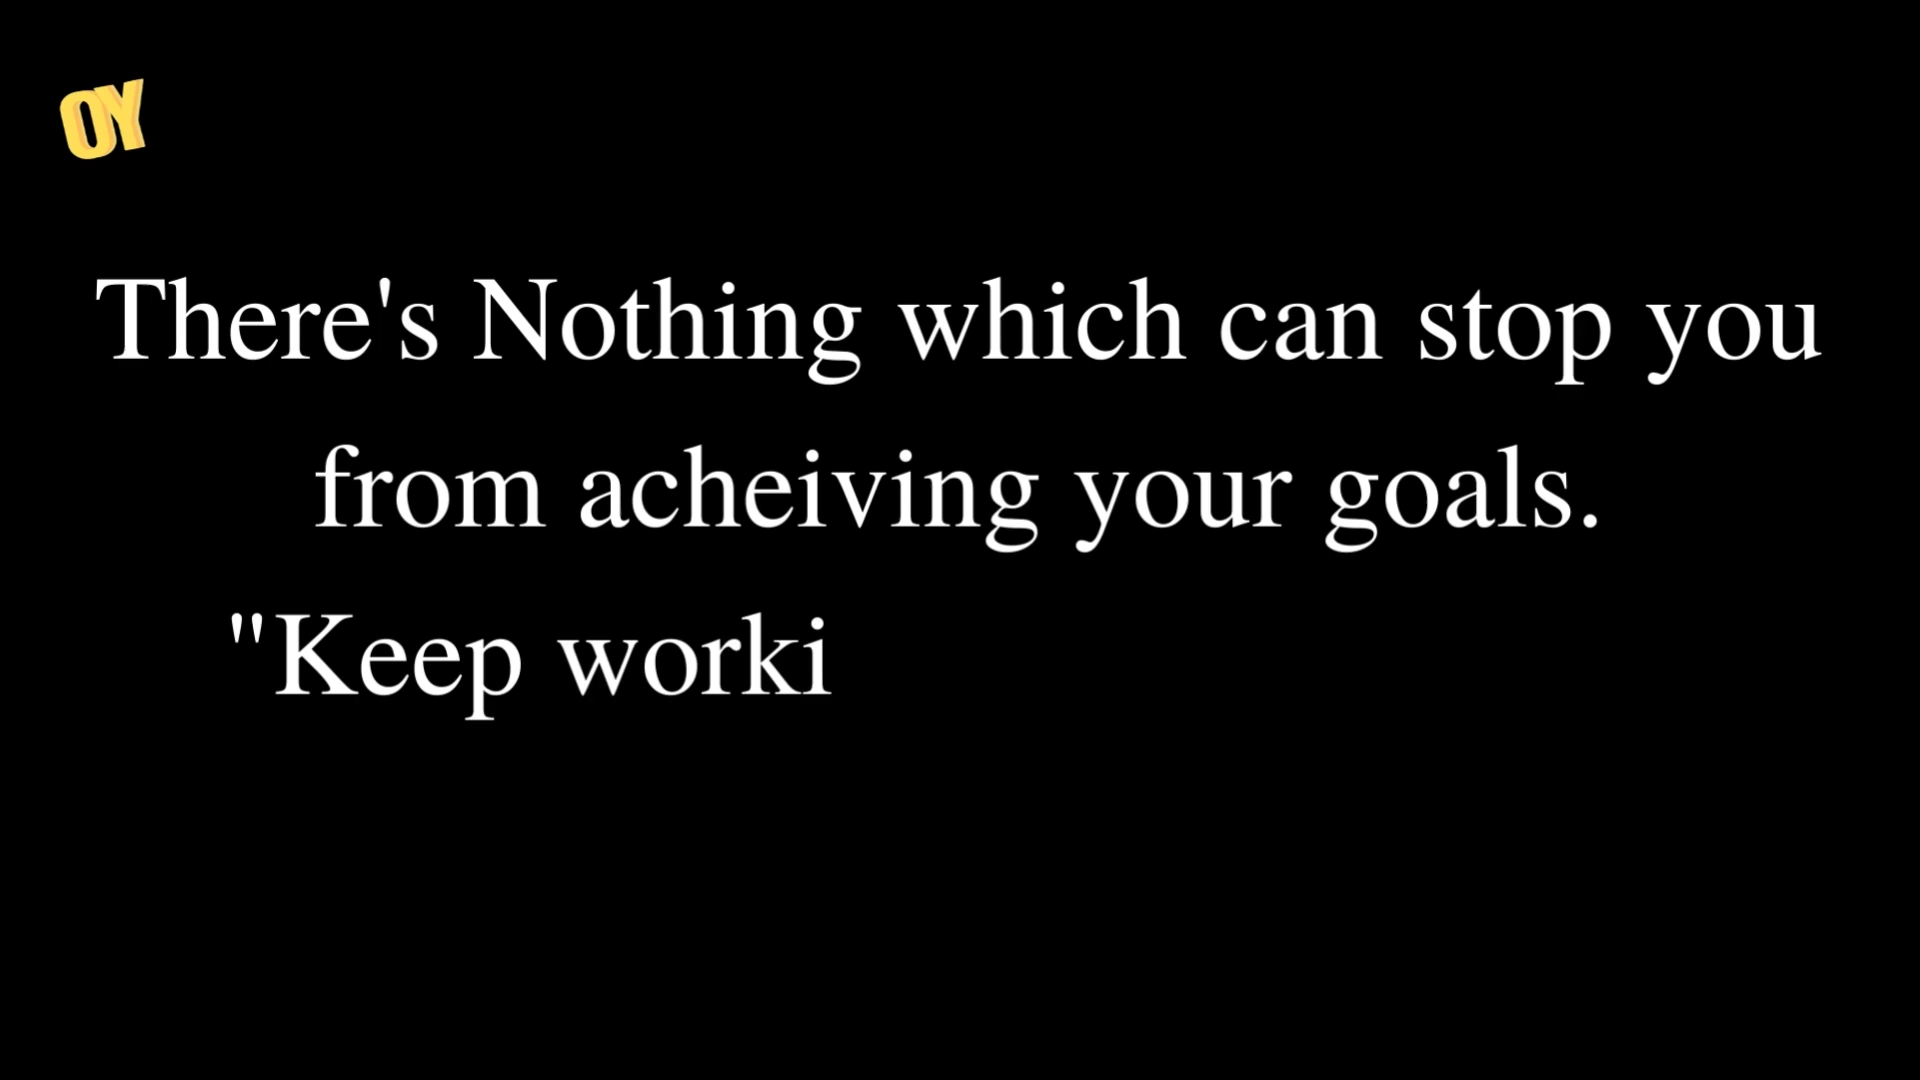 OY
There's Nothing which can stop you
from acheiving your goals.
"Keep worki